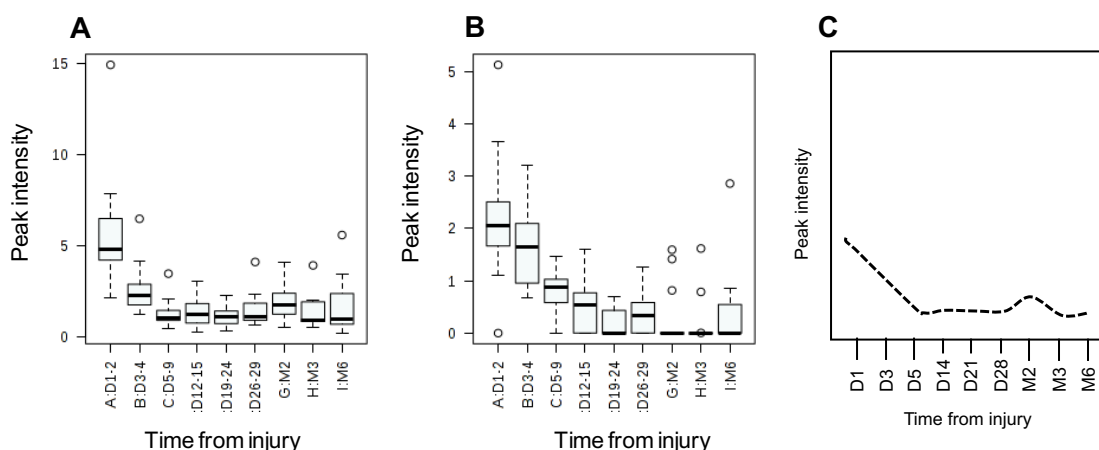 A
Peak intensity
15
10
5
0
A:D1-2
B:D3-4
C:D5-9
:D12-15
:D19-24
:D26-29
G:M2
H:M3
I:M6
Time from injury
B
Peak intensity
5
4
3
2
1
0
A:D1-2
B:D3-4
C:D5-9
:D12-15
:D19-24
:D26-29
G:M2
H:M3
I:M6
Time from injury
C
Peak intensity
D1
D3
D5
D14
D21
D28
M2
M3
M6
Time from injury